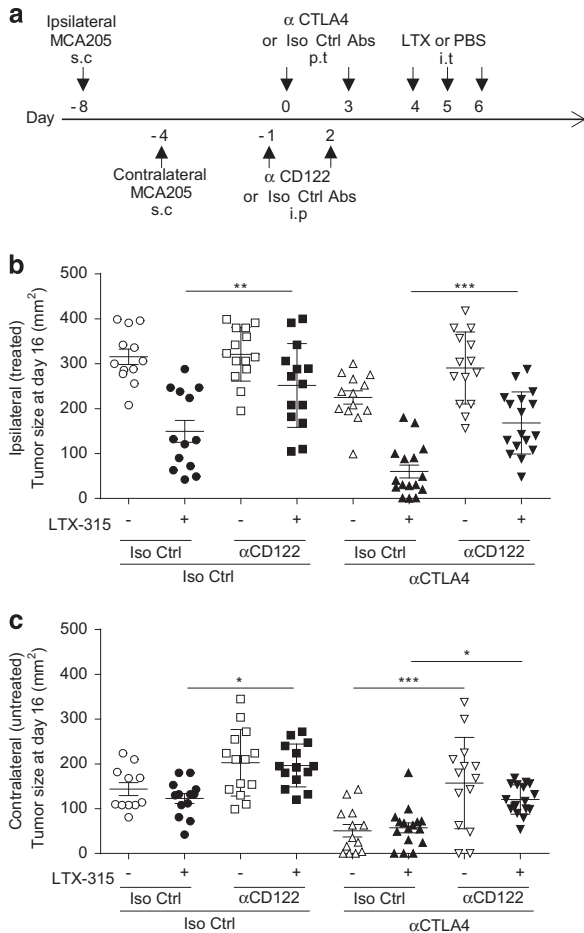 a
Ipsilateral
MCA205
s.c
α CTLA4
or Iso Ctrl Abs
p.t
LTX or PBS
i.t
Day
-8
0
3
4
5
6
-4
-1
2
Contralateral
MCA205
s.c
α CD122
or Iso Ctrl Abs
i.p
b
Ipsilateral (treated)
Tumor size at day 16 (mm²)
500
400
300
200
100
0
**
***
LTX-315
- + - + - + - +
Iso Ctrl αCD122 Iso Ctrl αCD122
Iso Ctrl αCTLA4
c
Contralateral (untreated)
Tumor size at day 16 (mm²)
500
400
300
200
100
0
*
***
*
LTX-315
- + - + - + - +
Iso Ctrl αCD122 Iso Ctrl αCD122
Iso Ctrl αCTLA4